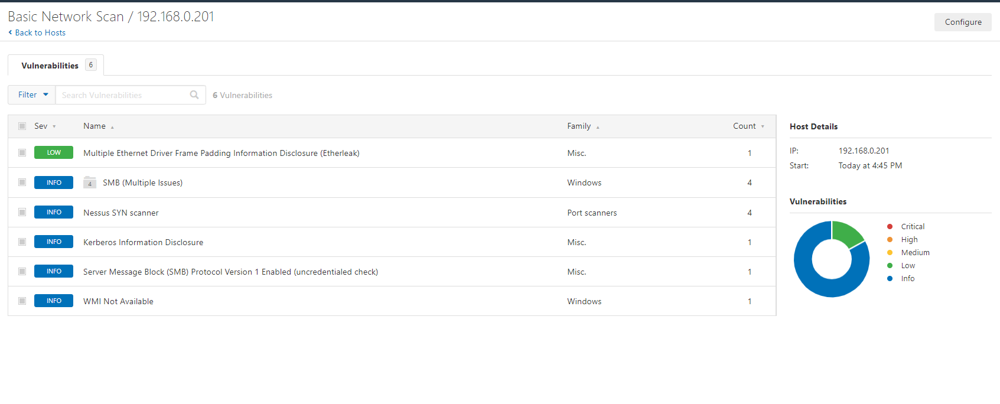 Basic Network Scan / 192.168.0.201
Back to Hosts
Configure
Vulnerabilities 6
Filter Search Vulnerabilities 6 Vulnerabilities
Sev Name Family Count
LOW Multiple Ethernet Driver Frame Padding Information Disclosure (Etherleak) Misc. 1
INFO 4 SMB (Multiple Issues) Windows 4
INFO Nessus SYN scanner Port scanners 4
INFO Kerberos Information Disclosure Misc. 1
INFO Server Message Block (SMB) Protocol Version 1 Enabled (uncredentialed check) Misc. 1
INFO WMI Not Available Windows 1
Host Details
IP: 192.168.0.201
Start: Today at 4:45 PM
Vulnerabilities
Critical
High
Medium
Low
Info